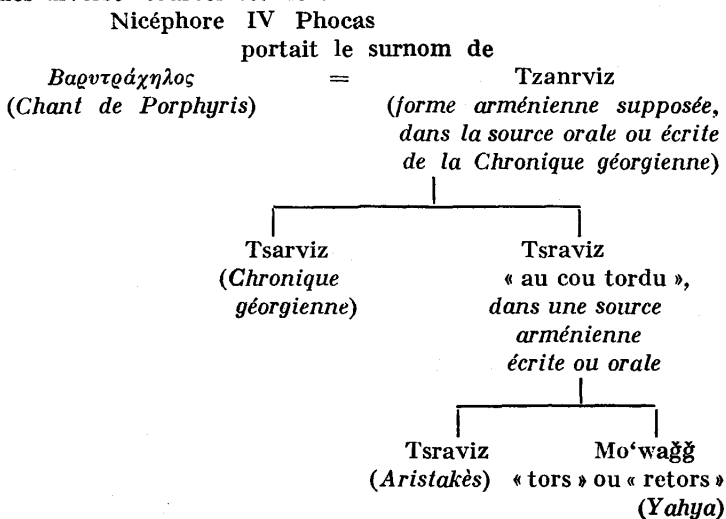 Nicéphore IV Phocas
portait le surnom de
Βαρυτράχηλος = Tzanrviz
(Chant de Porphyris) (forme arménienne supposée,
dans la source orale ou écrite
de la Chronique géorgienne)
Tsarviz Tsraviz
(Chronique « au cou tordu »,
géorgienne) dans une source
arménienne
écrite ou orale
Tsraviz Mo‘wağğ
(Aristakès) « tors » ou « retors »
(Yahya)